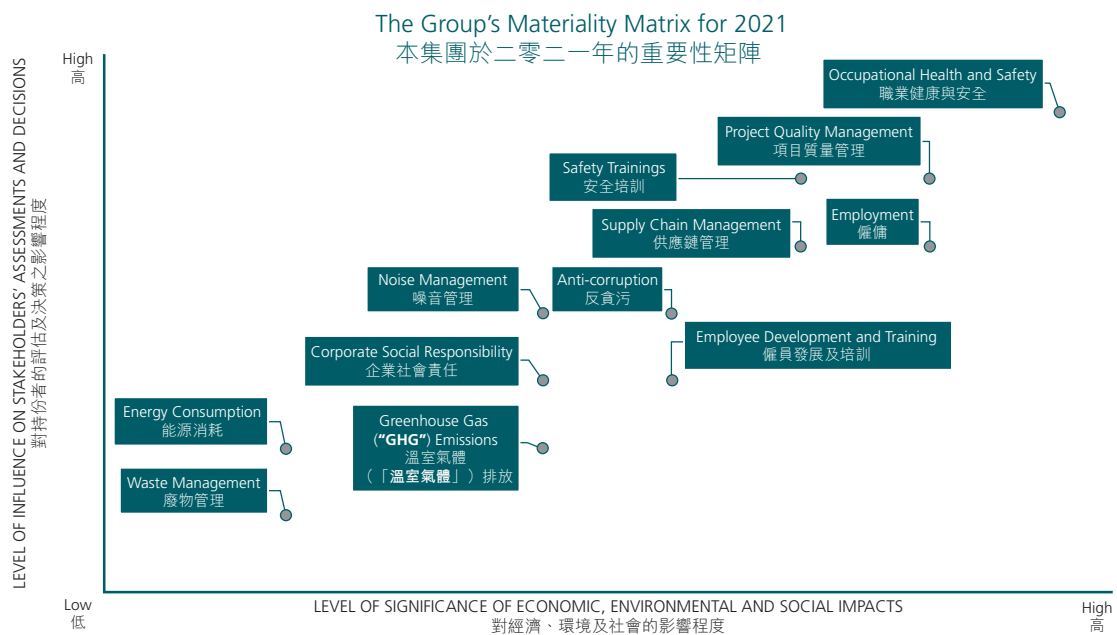 The Group's Materiality Matrix for 2021
本集團於二零二一年的重要性矩陣
High
高
LEVEL OF INFLUENCE ON STAKEHOLDERS' ASSESSMENTS AND DECISIONS
對持份者的評估及決策之影響程度
Occupational Health and Safety
職業健康與安全
Project Quality Management
項目質量管理
Safety Trainings
安全培訓
Supply Chain Management
供應鏈管理
Employment
僱傭
Noise Management
噪音管理
Anti-corruption
反貪污
Employee Development and Training
僱員發展及培訓
Corporate Social Responsibility
企業社會責任
Energy Consumption
能源消耗
Greenhouse Gas
("GHG") Emissions
溫室氣體
（「溫室氣體」）排放
Waste Management
廢物管理
Low
低
LEVEL OF SIGNIFICANCE OF ECONOMIC, ENVIRONMENTAL AND SOCIAL IMPACTS
對經濟、環境及社會的影響程度
High
高